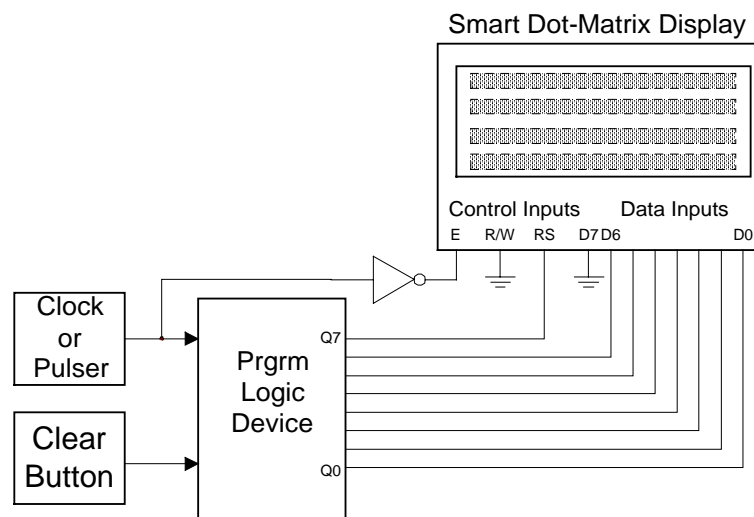 Smart Dot-Matrix Display
Control Inputs Data Inputs
E R/W RS D7 D6 D0
Clock
or
Pulser
Q7
Prgrm
Logic
Device
Clear
Button
Q0